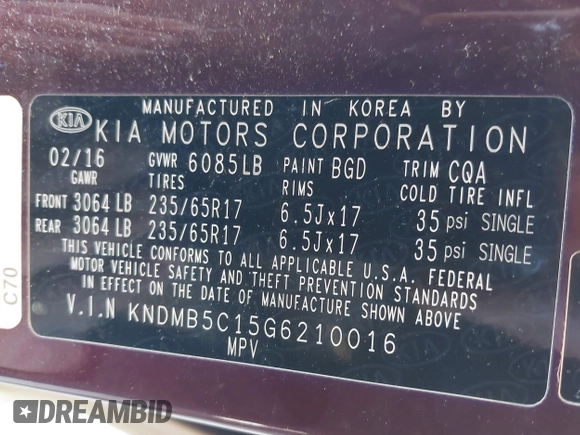 MANUFACTURED IN KOREA BY
KIA KIA MOTORS CORPORATION
02/16 GVWR 6085LB PAINT BGD TRIM CQA
GAWR TIRES RIMS COLD TIRE INFL
FRONT 3064 LB 235/65R17 6.5Jx17 35 psi SINGLE
REAR 3064 LB 235/65R17 6.5Jx17 35 psi SINGLE
THIS VEHICLE CONFORMS TO ALL APPLICABLE U.S.A. FEDERAL
MOTOR VEHICLE SAFETY AND THEFT PREVENTION STANDARDS
IN EFFECT ON THE DATE OF MANUFACTURE SHOWN ABOVE
V.I.N KNDMB5C15G6210016
MPV
C70
DREAMBID